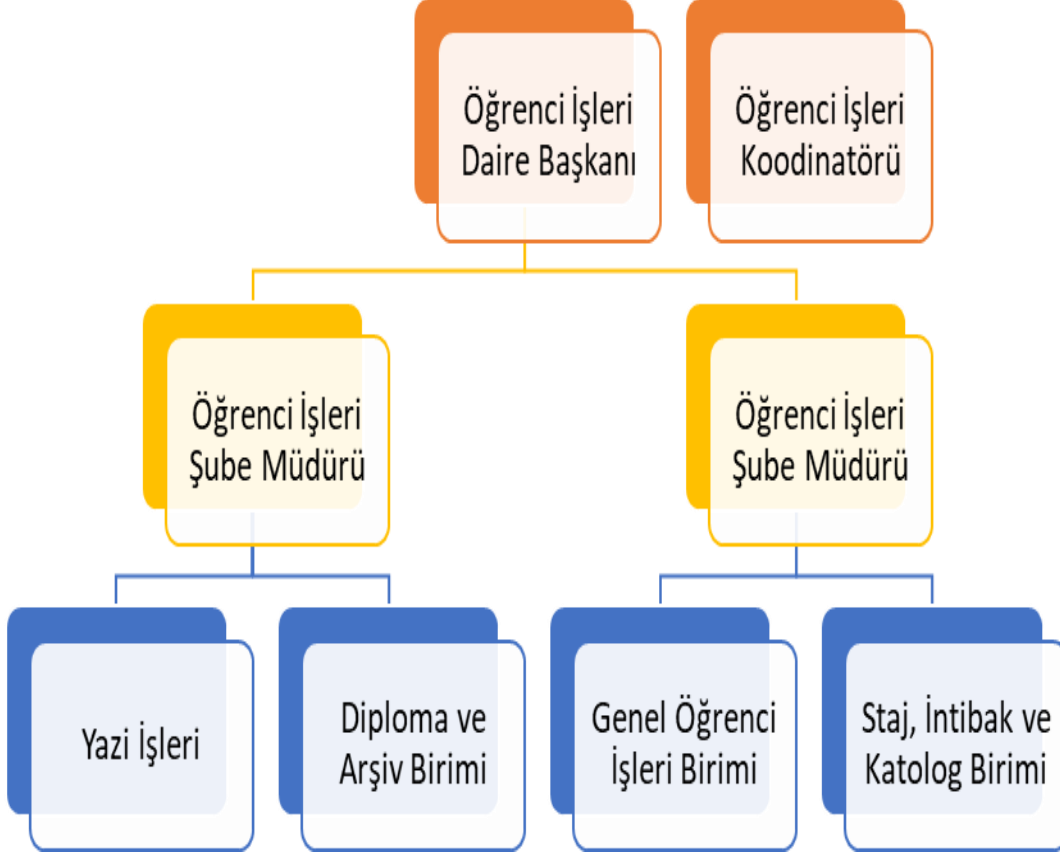 Öğrenci İşleri
Daire Başkanı
Öğrenci İşleri
Koodinatörü
Öğrenci İşleri
Şube Müdürü
Öğrenci İşleri
Şube Müdürü
Yazi İşleri
Diploma ve
Arşiv Birimi
Genel Öğrenci
İşleri Birimi
Staj, İntibak ve
Katolog Birimi